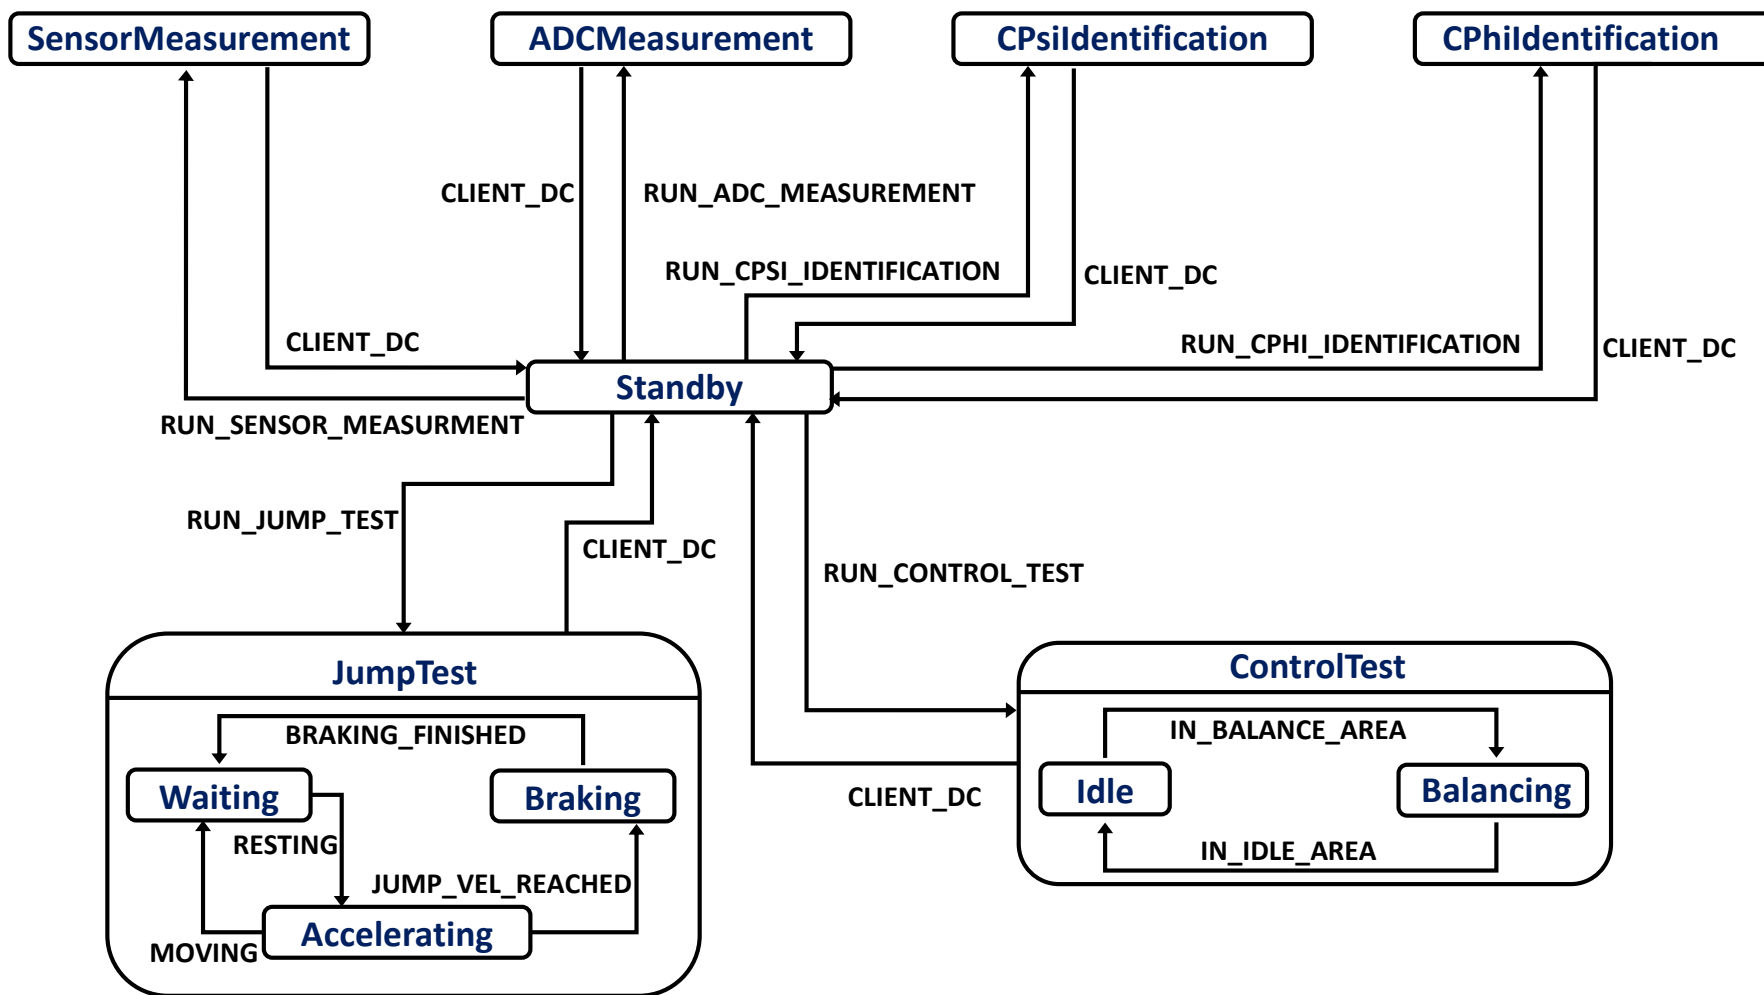 SensorMeasurement
ADCMeasurement
CPsiIdentification
CPhiIdentification
CLIENT_DC
RUN_ADC_MEASUREMENT
RUN_CPSI_IDENTIFICATION
CLIENT_DC
CLIENT_DC
RUN_CPHI_IDENTIFICATION
CLIENT_DC
Standby
RUN_SENSOR_MEASURMENT
RUN_JUMP_TEST
CLIENT_DC
RUN_CONTROL_TEST
JumpTest
ControlTest
BRAKING_FINISHED
IN_BALANCE_AREA
Waiting
Braking
CLIENT_DC
Idle
Balancing
RESTING
IN_IDLE_AREA
JUMP_VEL_REACHED
Accelerating
MOVING